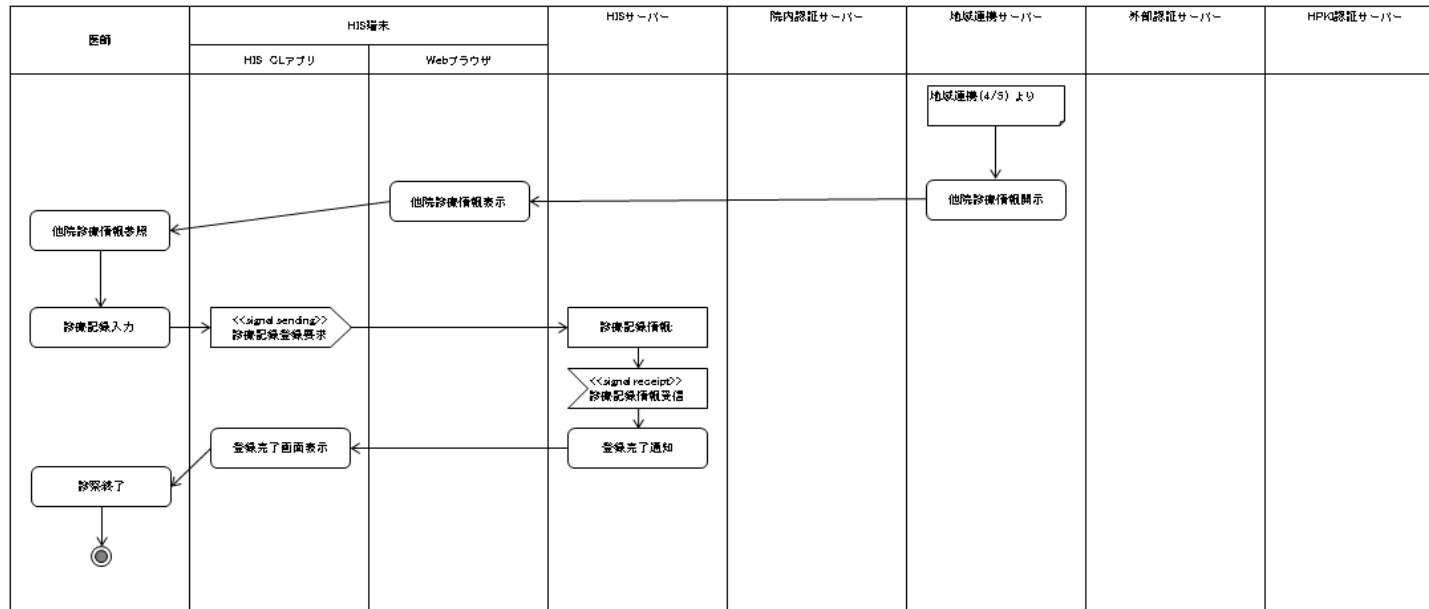 医師
HIS端末
HIS CLアプリ
Webブラウザ
HISサーバー
院内認証サーバー
地域連携サーバー
外部認証サーバー
HPKI認証サーバー
地域連携(4/5) より
他院診療情報開示
他院診療情報表示
他院診療情報参照
診療記録入力
<<signal sending>>
診療記録登録要求
診療記録情報:
<<signal receipt>>
診療記録情報受信
登録完了通知
登録完了画面表示
診察終了